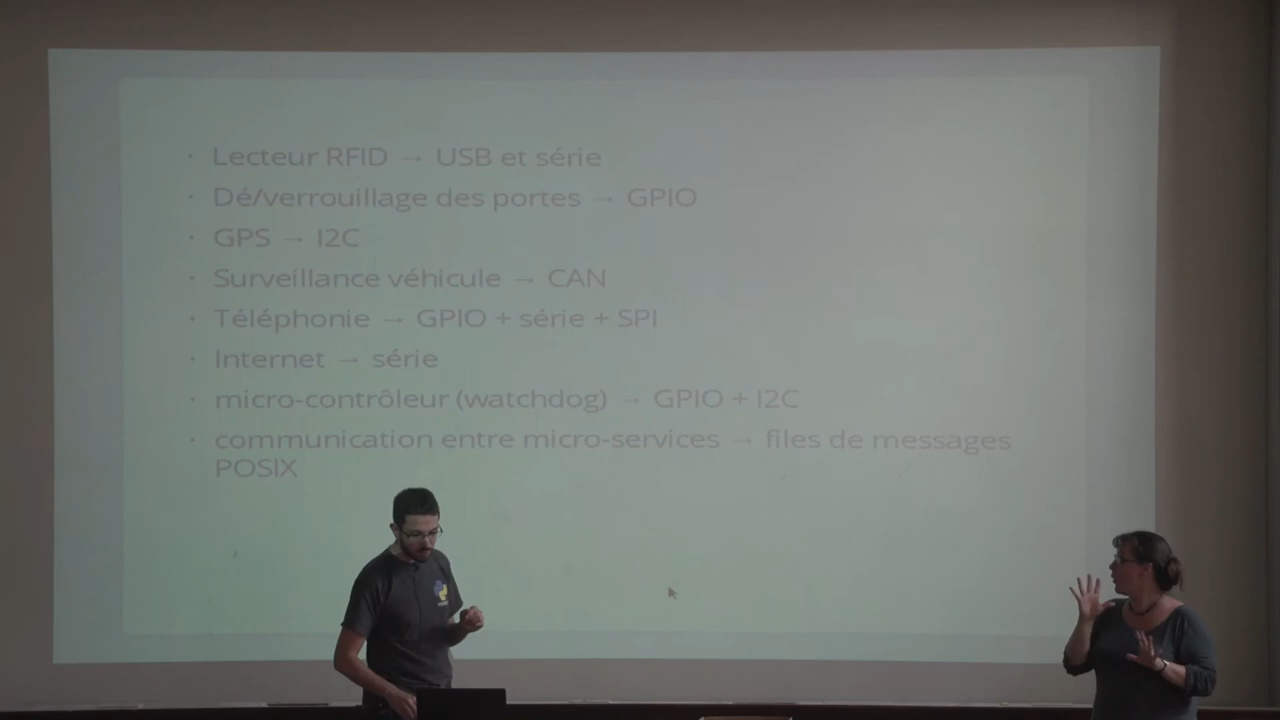 · Lecteur RFID → USB et série
· Dé/verrouillage des portes → GPIO
· GPS → I2C
· Surveillance véhicule → CAN
· Téléphonie → GPIO + série + SPI
· Internet → série
· micro-contrôleur (watchdog) → GPIO + I2C
· communication entre micro-services → files de messages
POSIX